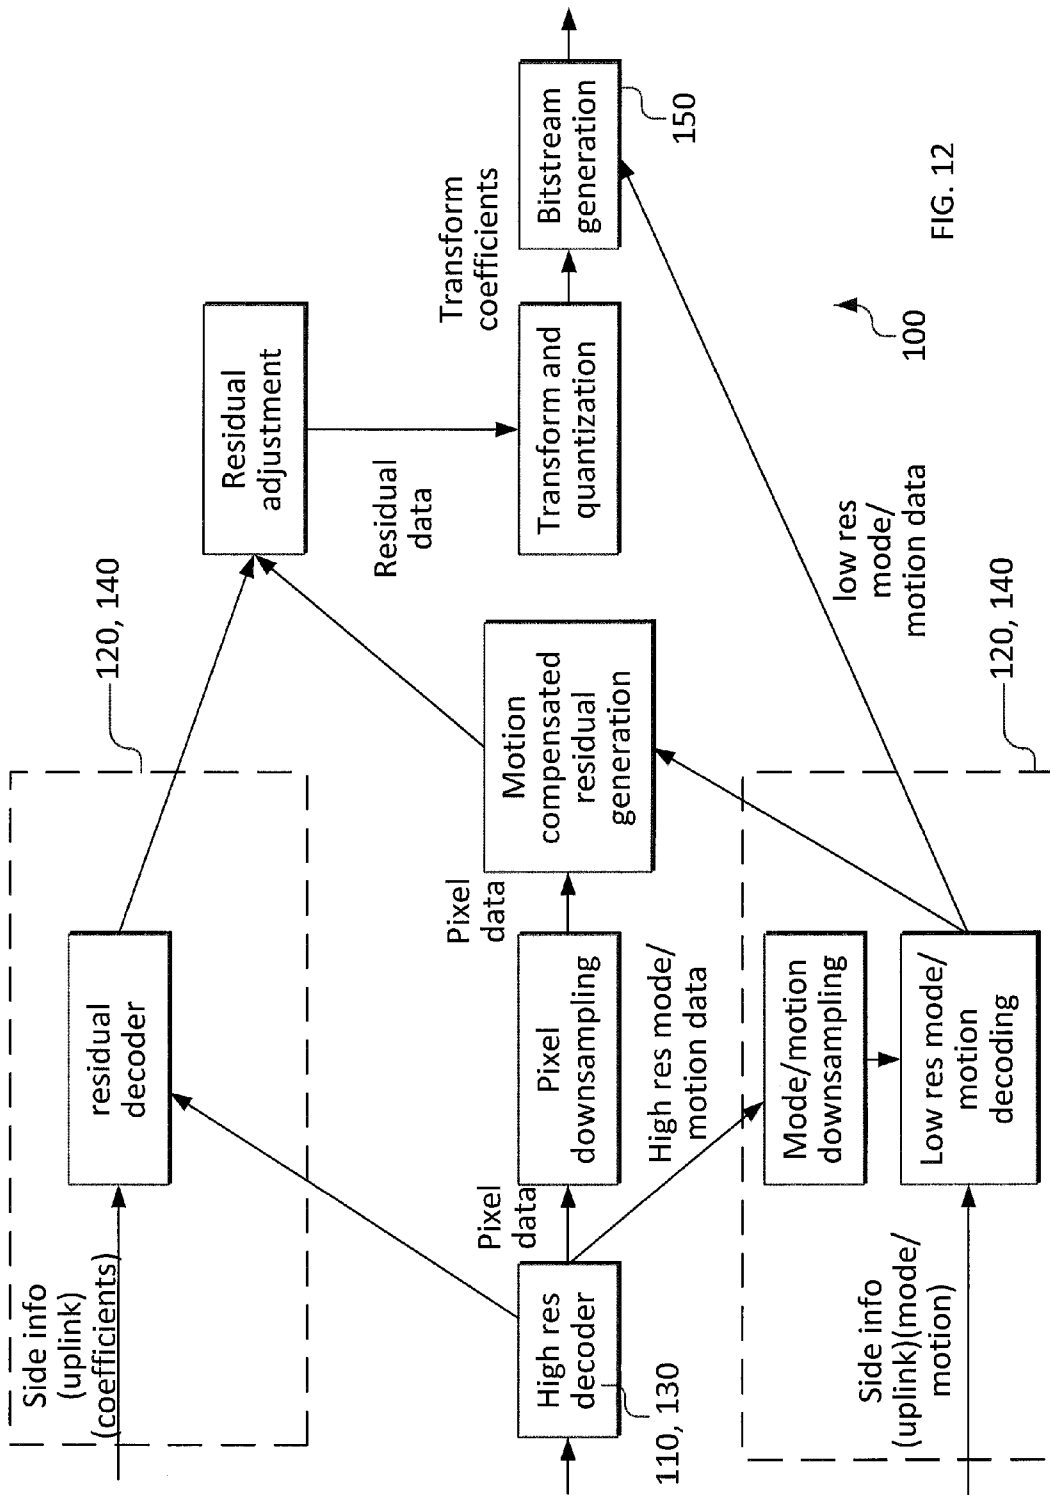 Side info
(uplink)
(coefficients)
residual
decoder
120, 140
Residual
adjustment
Residual
data
Transform
coefficients
High res
decoder
110, 130
Pixel
data
Pixel
downsampling
Pixel
data
Motion
compensated
residual
generation
Transform and
quantization
Bitstream
generation
150
High res mode/
motion data
Mode/motion
downsampling
Side info
(uplink)(mode/
motion)
Low res mode/
motion
decoding
low res
mode/
motion data
120, 140
100
FIG. 12